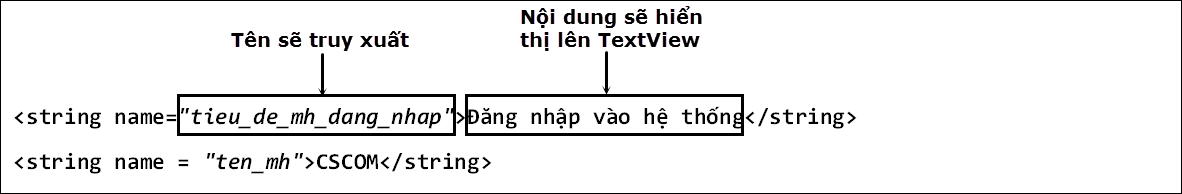 Tên sẽ truy xuất
Nội dung sẽ hiển
thị lên TextView
<string name="tieu_de_mh_dang_nhap">Đăng nhập vào hệ thống</string>
<string name = "ten_mh">CSCOM</string>